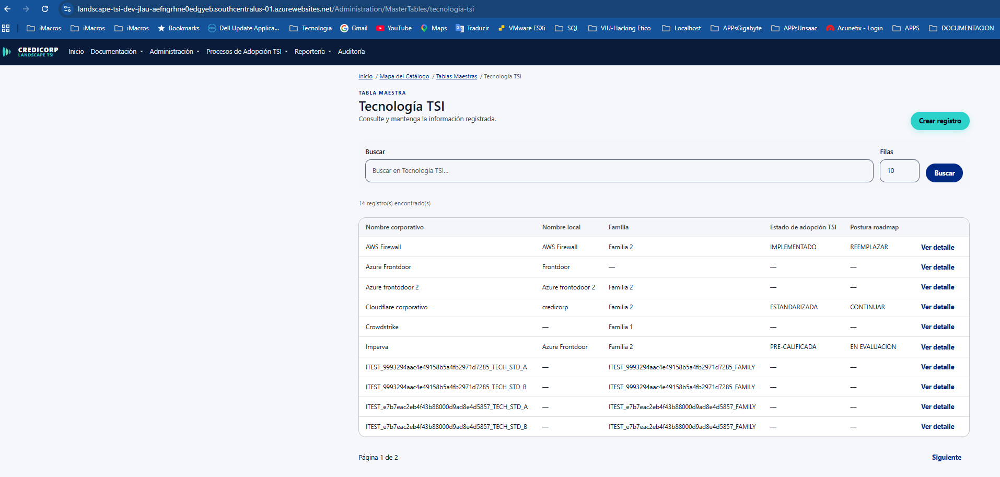 landscape-tsi-dev-jlau-aefngrhne0edgyeb.southcentralus-01.azurewebsites.net/Administration/MasterTables/tecnologia-tsi
iMacros iMacros iMacros Bookmarks Dell Update Applica... Tecnologia Gmail YouTube Maps Traducir VMware ESXi SQL VIU-Hacking Etico Localhost APPsGigabyte APPsUnsaac Acunetix - Login APPS DOCUMENTACION
CREDICORP
LANDSCAPE TSI
Inicio Documentación Administración Procesos de Adopción TSI Reportería Auditoría
Inicio / Mapa del Catálogo / Tablas Maestras / Tecnología TSI
TABLA MAESTRA
Tecnología TSI
Consulte y mantenga la información registrada.
Crear registro
Buscar Filas
Buscar en Tecnología TSI... 10 Buscar
14 registro(s) encontrado(s)
Nombre corporativo Nombre local Familia Estado de adopción TSI Postura roadmap
AWS Firewall AWS Firewall Familia 2 IMPLEMENTADO REEMPLAZAR Ver detalle
Azure Frontdoor Frontdoor — — — Ver detalle
Azure frontodoor 2 Azure frontodoor 2 Familia 2 — — Ver detalle
Cloudflare corporativo credicorp Familia 2 ESTANDARIZADA CONTINUAR Ver detalle
Crowdstrike — Familia 1 — — Ver detalle
Imperva Azure Frontdoor Familia 2 PRE-CALIFICADA EN EVALUACION Ver detalle
ITEST_9993294aac4e49158b5a4fb2971d7285_TECH_STD_A — ITEST_9993294aac4e49158b5a4fb2971d7285_FAMILY — — Ver detalle
ITEST_9993294aac4e49158b5a4fb2971d7285_TECH_STD_B — ITEST_9993294aac4e49158b5a4fb2971d7285_FAMILY — — Ver detalle
ITEST_e7b7eac2eb4f43b88000d9ad8e4d5857_TECH_STD_A — ITEST_e7b7eac2eb4f43b88000d9ad8e4d5857_FAMILY — — Ver detalle
ITEST_e7b7eac2eb4f43b88000d9ad8e4d5857_TECH_STD_B — ITEST_e7b7eac2eb4f43b88000d9ad8e4d5857_FAMILY — — Ver detalle
Página 1 de 2 Siguiente